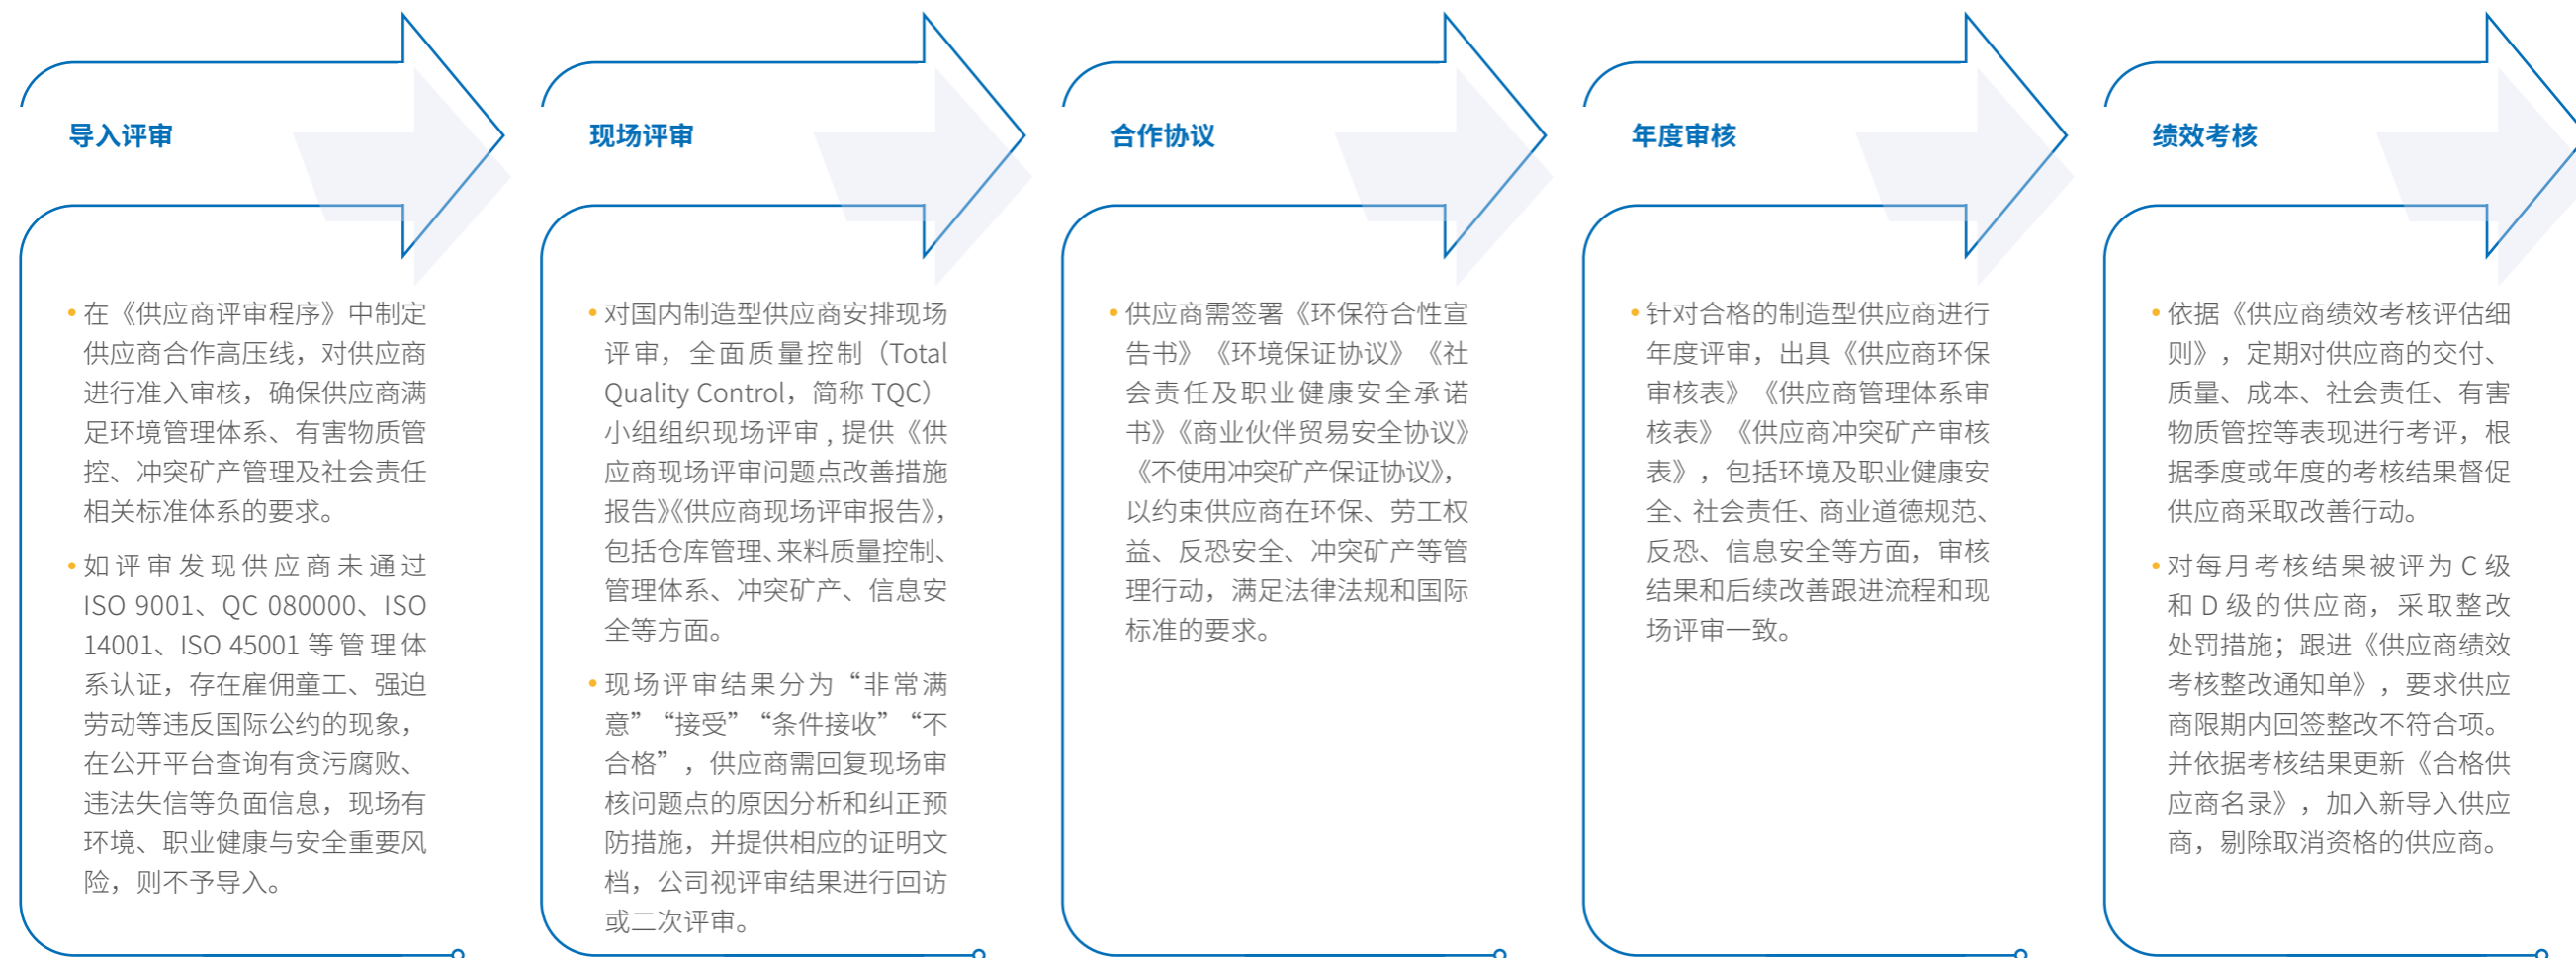 导入评审
在《供应商评审程序》中制定
供应商合作高压线，对供应商
进行准入审核，确保供应商满
足环境管理体系、有害物质管
控、冲突矿产管理及社会责任
相关标准体系的要求。
如评审发现供应商未通过
ISO 9001、QC 080000、ISO
14001、ISO 45001 等管理体
系认证，存在雇佣童工、强迫
劳动等违反国际公约的现象，
在公开平台查询有贪污腐败、
违法失信等负面信息，现场有
环境、职业健康与安全重要风
险，则不予导入。
现场评审
对国内制造型供应商安排现场
评审，全面质量控制（Total
Quality Control，简称 TQC）
小组组织现场评审 , 提供《供
应商现场评审问题点改善措施
报告》《供应商现场评审报告》，
包括仓库管理、来料质量控制、
管理体系、冲突矿产、信息安
全等方面。
现场评审结果分为“非常满
意”“接受”“条件接收”“不
合格”，供应商需回复现场审
核问题点的原因分析和纠正预
防措施，并提供相应的证明文
档，公司视评审结果进行回访
或二次评审。
合作协议
供应商需签署《环保符合性宣
告书》《环境保证协议》《社
会责任及职业健康安全承诺
书》《商业伙伴贸易安全协议》
《不使用冲突矿产保证协议》，
以约束供应商在环保、劳工权
益、反恐安全、冲突矿产等管
理行动，满足法律法规和国际
标准的要求。
年度审核
针对合格的制造型供应商进行
年度评审，出具《供应商环保
审核表》《供应商管理体系审
核表》《供应商冲突矿产审核
表》，包括环境及职业健康安
全、社会责任、商业道德规范、
反恐、信息安全等方面，审核
结果和后续改善跟进流程和现
场评审一致。
绩效考核
依据《供应商绩效考核评估细
则》，定期对供应商的交付、
质量、成本、社会责任、有害
物质管控等表现进行考评，根
据季度或年度的考核结果督促
供应商采取改善行动。
对每月考核结果被评为 C 级
和 D 级的供应商，采取整改
处罚措施；跟进《供应商绩效
考核整改通知单》，要求供应
商限期内回签整改不符合项。
并依据考核结果更新《合格供
应商名录》，加入新导入供应
商，剔除取消资格的供应商。